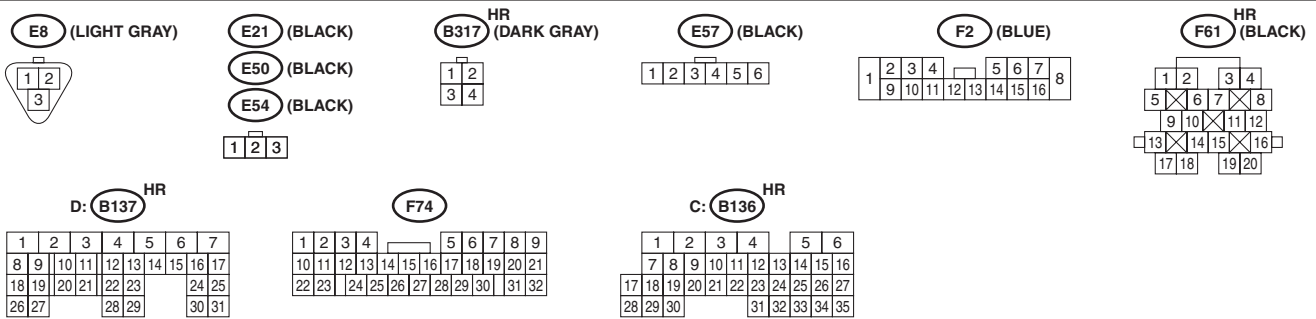 HR HR
E8 (LIGHT GRAY) E21 (BLACK) B317 (DARK GRAY) E57 (BLACK) F2 (BLUE) F61 (BLACK)
E50 (BLACK)
E54 (BLACK)
1 2
3
1 2 3
1 2
3 4
1 2 3 4 5 6
1 2 3 4 5 6 7 8
9 10 11 12 13 14 15 16
1 2 3 4
5 6 7 8
9 10 11 12
13 14 15 16
17 18 19 20
HR HR
D: B137 F74 C: B136
1 2 3 4 5 6 7
8 9 10 11 12 13 14 15 16 17
18 19 20 21 22 23 24 25
26 27 28 29 30 31
1 2 3 4 5 6 7 8 9
10 11 12 13 14 15 16 17 18 19 20 21
22 23 24 25 26 27 28 29 30 31 32
1 2 3 4 5 6
7 8 9 10 11 12 13 14 15 16
17 18 19 20 21 22 23 24 25 26 27
28 29 30 31 32 33 34 35